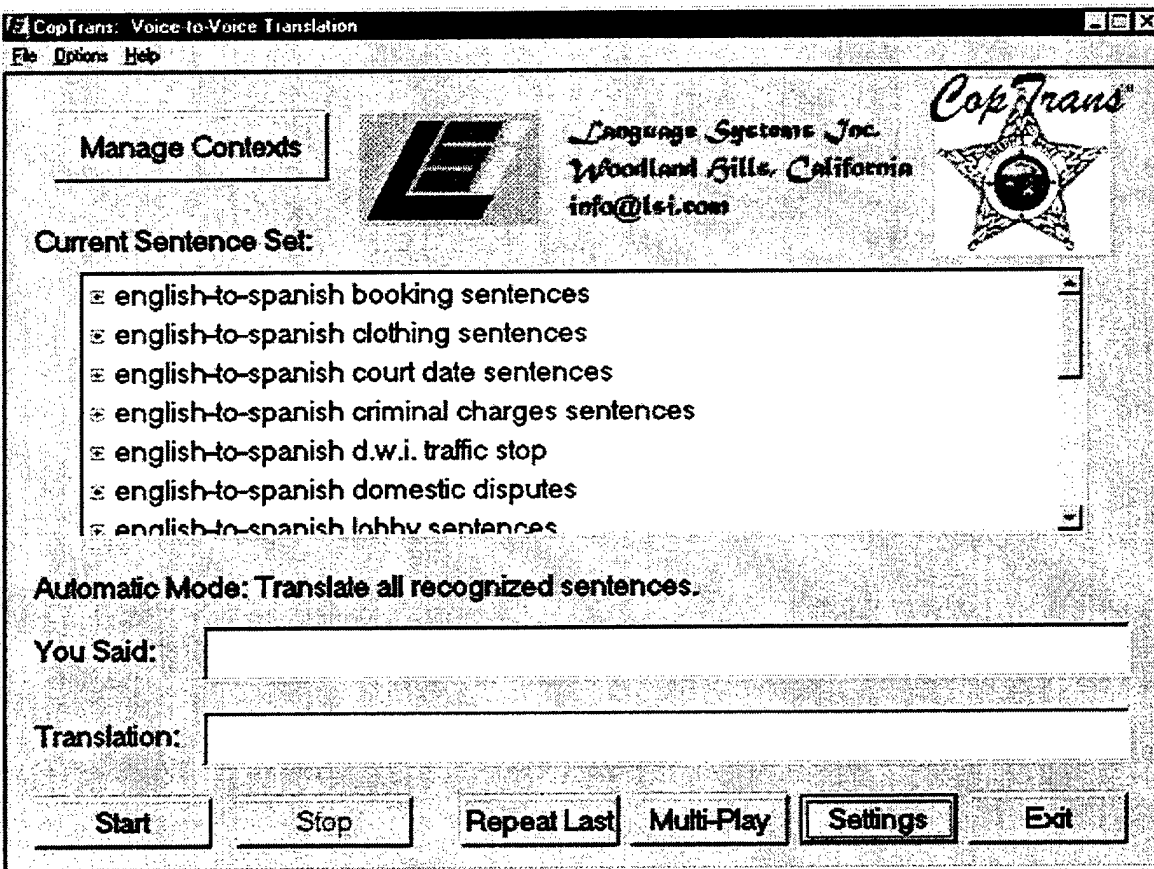 CopTrans: Voice-to-Voice Translation
File Options Help
Manage Contexts
Language Systems Inc.
Woodland Hills, California
info@lsi.com
CopTrans
Current Sentence Set:
english-to-spanish booking sentences
english-to-spanish clothing sentences
english-to-spanish court date sentences
english-to-spanish criminal charges sentences
english-to-spanish d.w.i. traffic stop
english-to-spanish domestic disputes
english-to-spanish lobby sentences
Automatic Mode: Translate all recognized sentences.
You Said:
Translation:
Start Stop Repeat Last Multi-Play Settings Exit